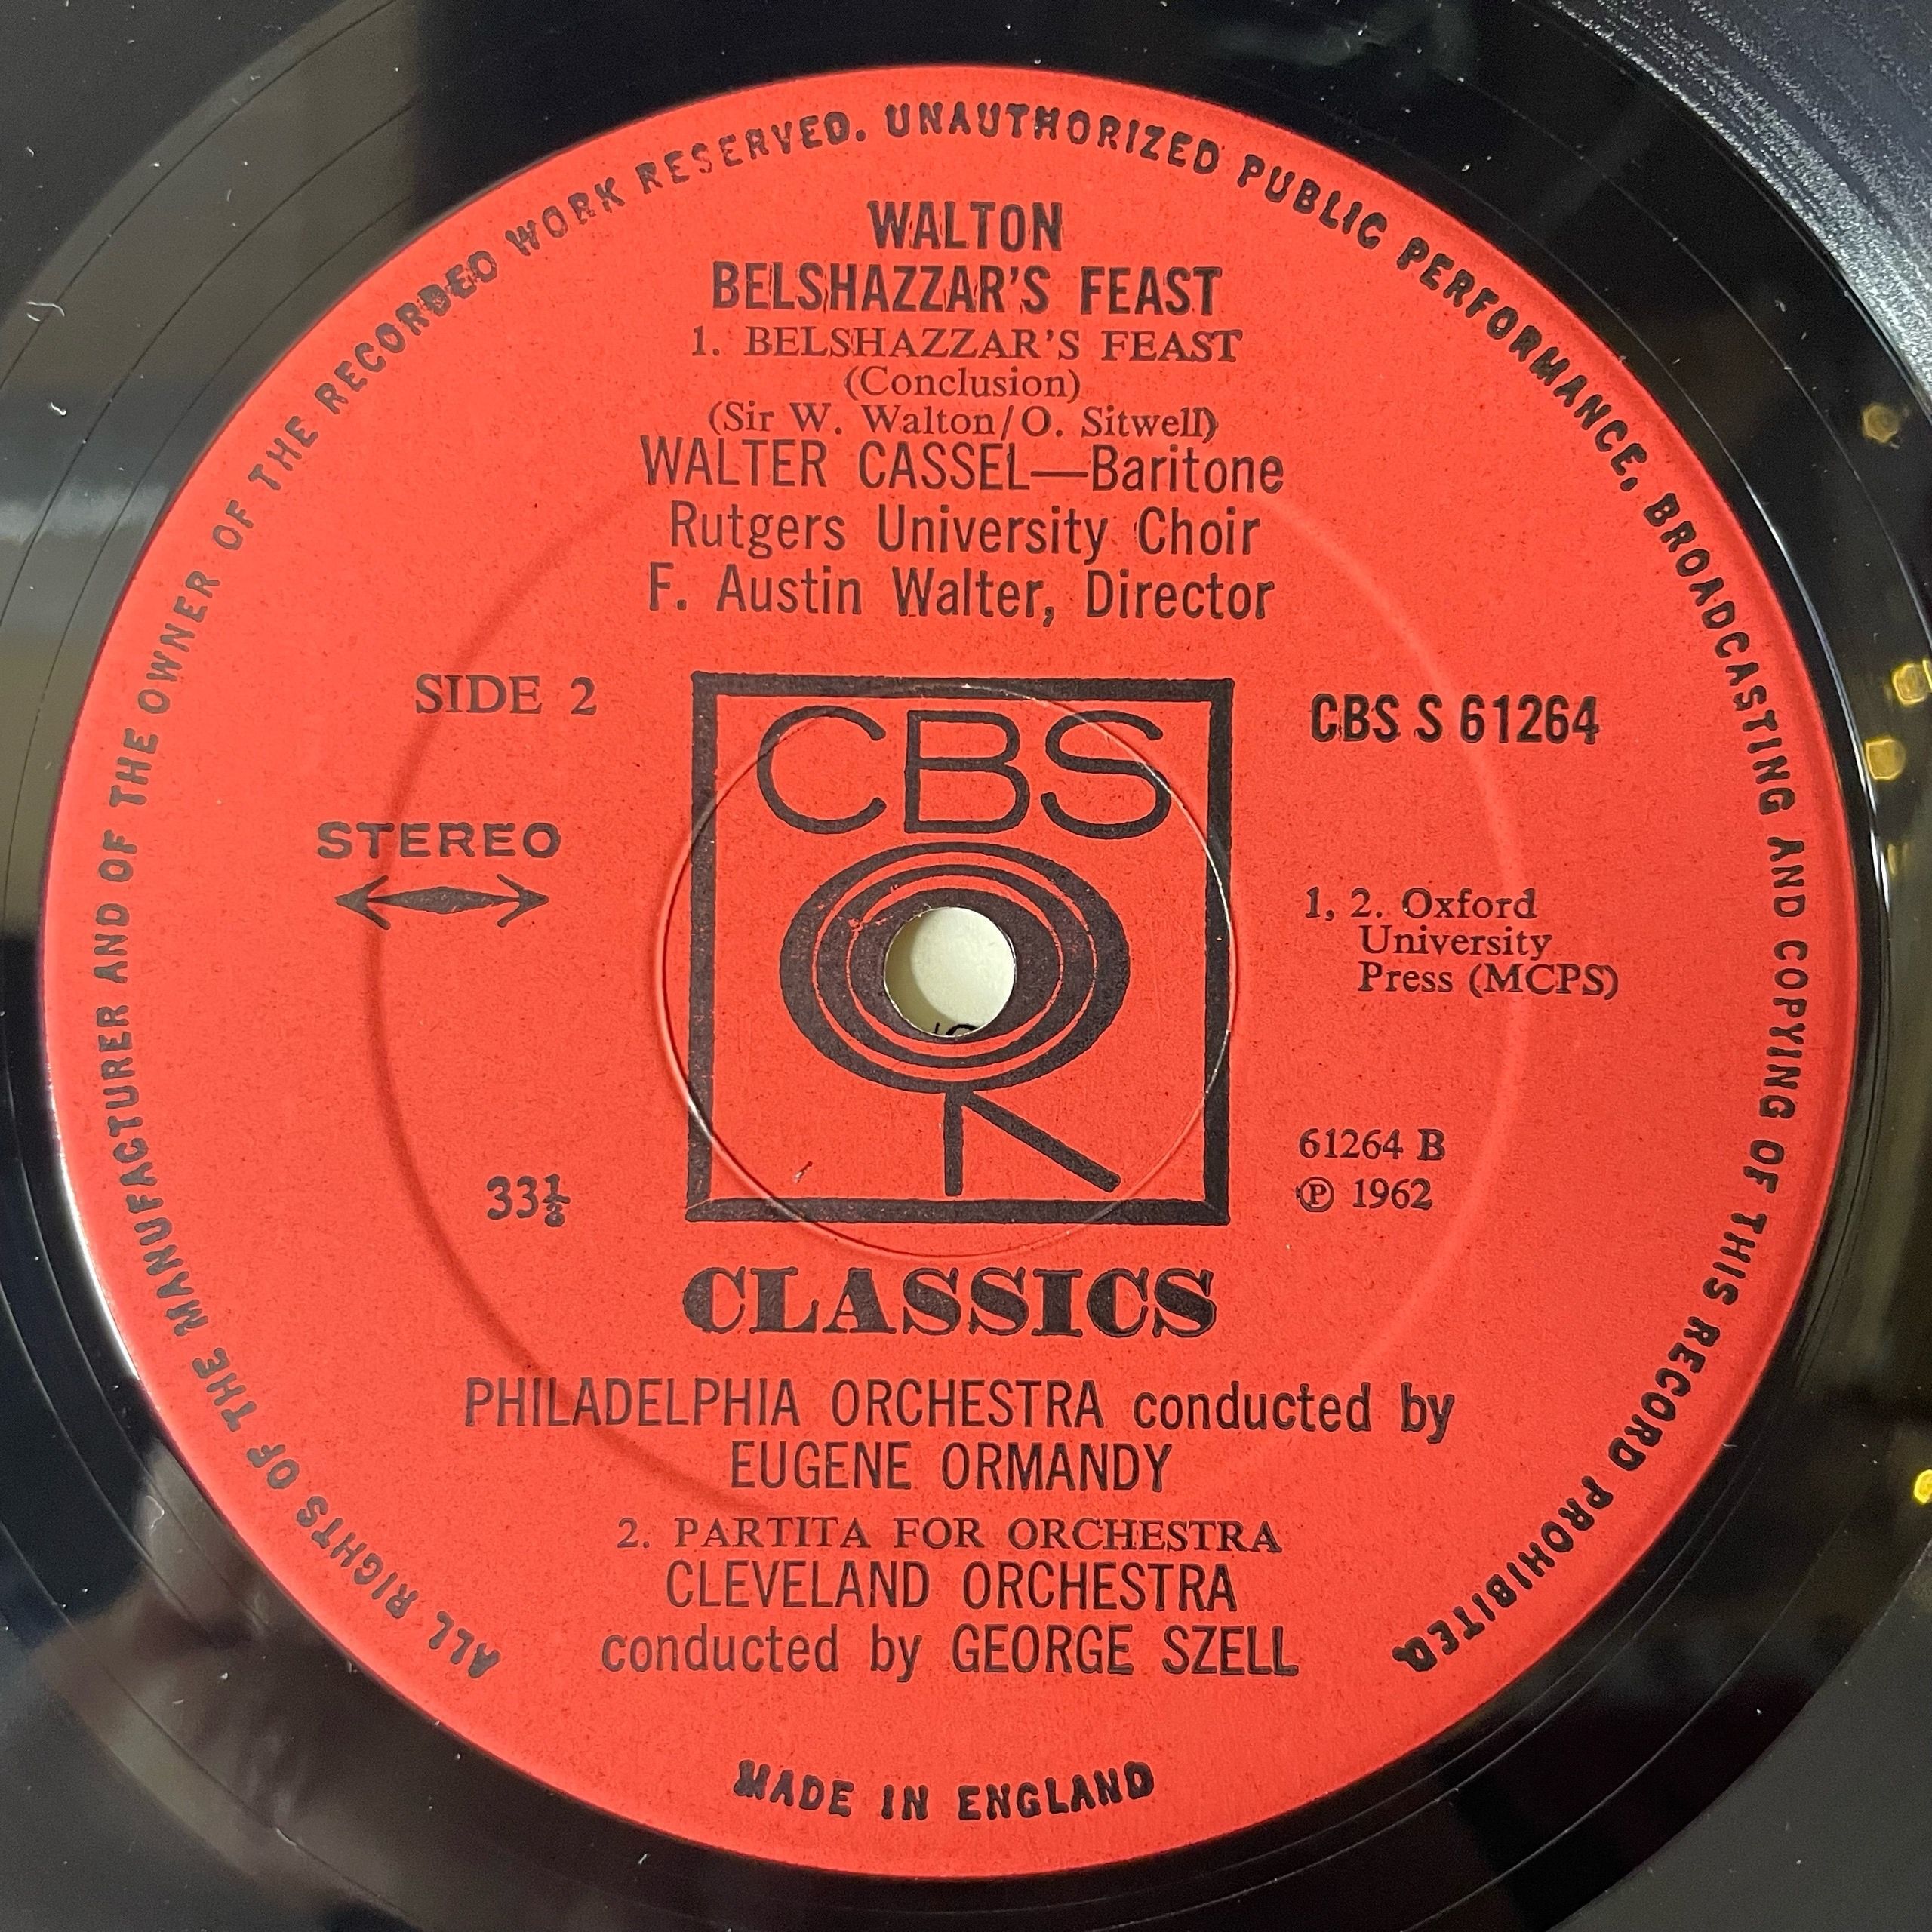 ALL RIGHTS OF THE MANUFACTURER AND OF THE OWNER OF THE RECORDED WORK RESERVED. UNAUTHORIZED PUBLIC PERFORMANCE, BROADCASTING AND COPYING OF THIS RECORD PROHIBITED.
WALTON
BELSHAZZAR'S FEAST
1. BELSHAZZAR'S FEAST
(Conclusion)
(Sir W. Walton/O. Sitwell)
WALTER CASSEL—Baritone
Rutgers University Choir
F. Austin Walter, Director
SIDE 2
CBS S 61264
CBS
STEREO
1, 2. Oxford
University
Press (MCPS)
61264 B
33⅓
Ⓟ 1962
CLASSICS
PHILADELPHIA ORCHESTRA conducted by
EUGENE ORMANDY
2. PARTITA FOR ORCHESTRA
CLEVELAND ORCHESTRA
conducted by GEORGE SZELL
MADE IN ENGLAND